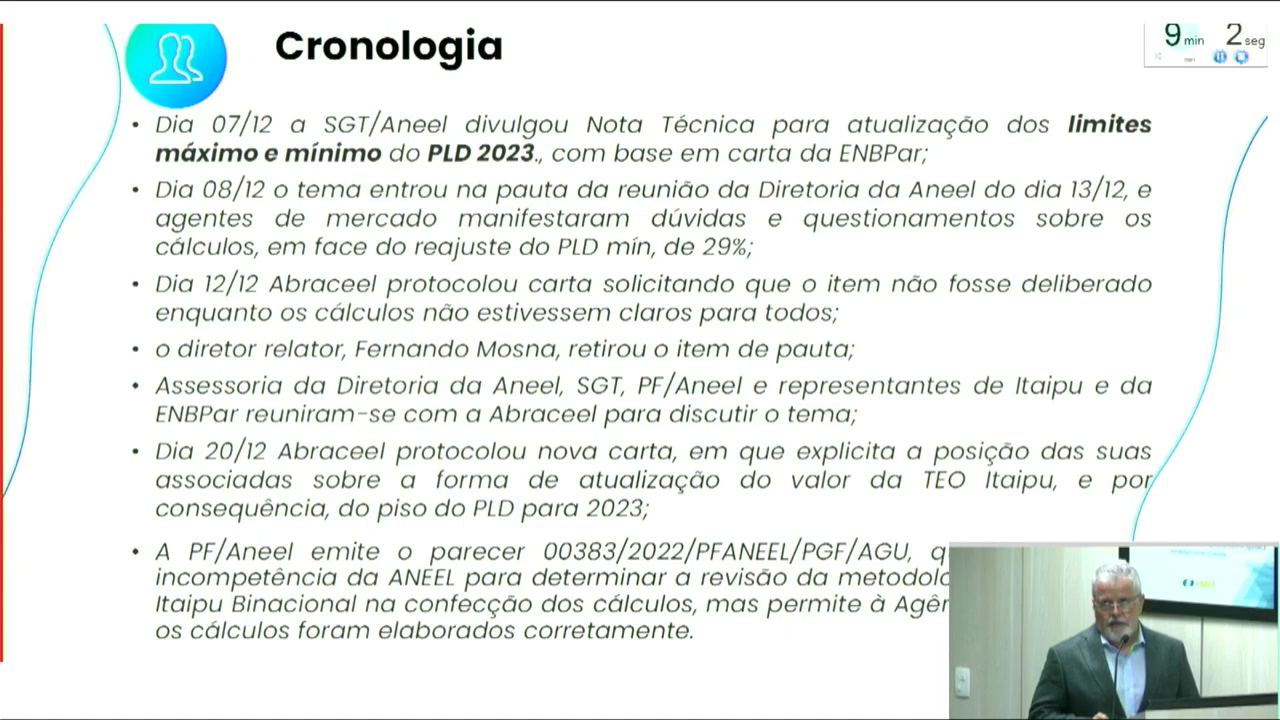 Cronologia
9 min 2 seg
• Dia 07/12 a SGT/Aneel divulgou Nota Técnica para atualização dos limites
máximo e mínimo do PLD 2023., com base em carta da ENBPar;
• Dia 08/12 o tema entrou na pauta da reunião da Diretoria da Aneel do dia 13/12, e
agentes de mercado manifestaram dúvidas e questionamentos sobre os
cálculos, em face do reajuste do PLD mín, de 29%;
• Dia 12/12 Abraceel protocolou carta solicitando que o item não fosse deliberado
enquanto os cálculos não estivessem claros para todos;
• o diretor relator, Fernando Mosna, retirou o item de pauta;
• Assessoria da Diretoria da Aneel, SGT, PF/Aneel e representantes de Itaipu e da
ENBPar reuniram-se com a Abraceel para discutir o tema;
• Dia 20/12 Abraceel protocolou nova carta, em que explicita a posição das suas
associadas sobre a forma de atualização do valor da TEO Itaipu, e por
consequência, do piso do PLD para 2023;
• A PF/Aneel emite o parecer 00383/2022/PFANEEL/PGF/AGU, q
incompetência da ANEEL para determinar a revisão da metodolo
Itaipu Binacional na confecção dos cálculos, mas permite à Agên
os cálculos foram elaborados corretamente.